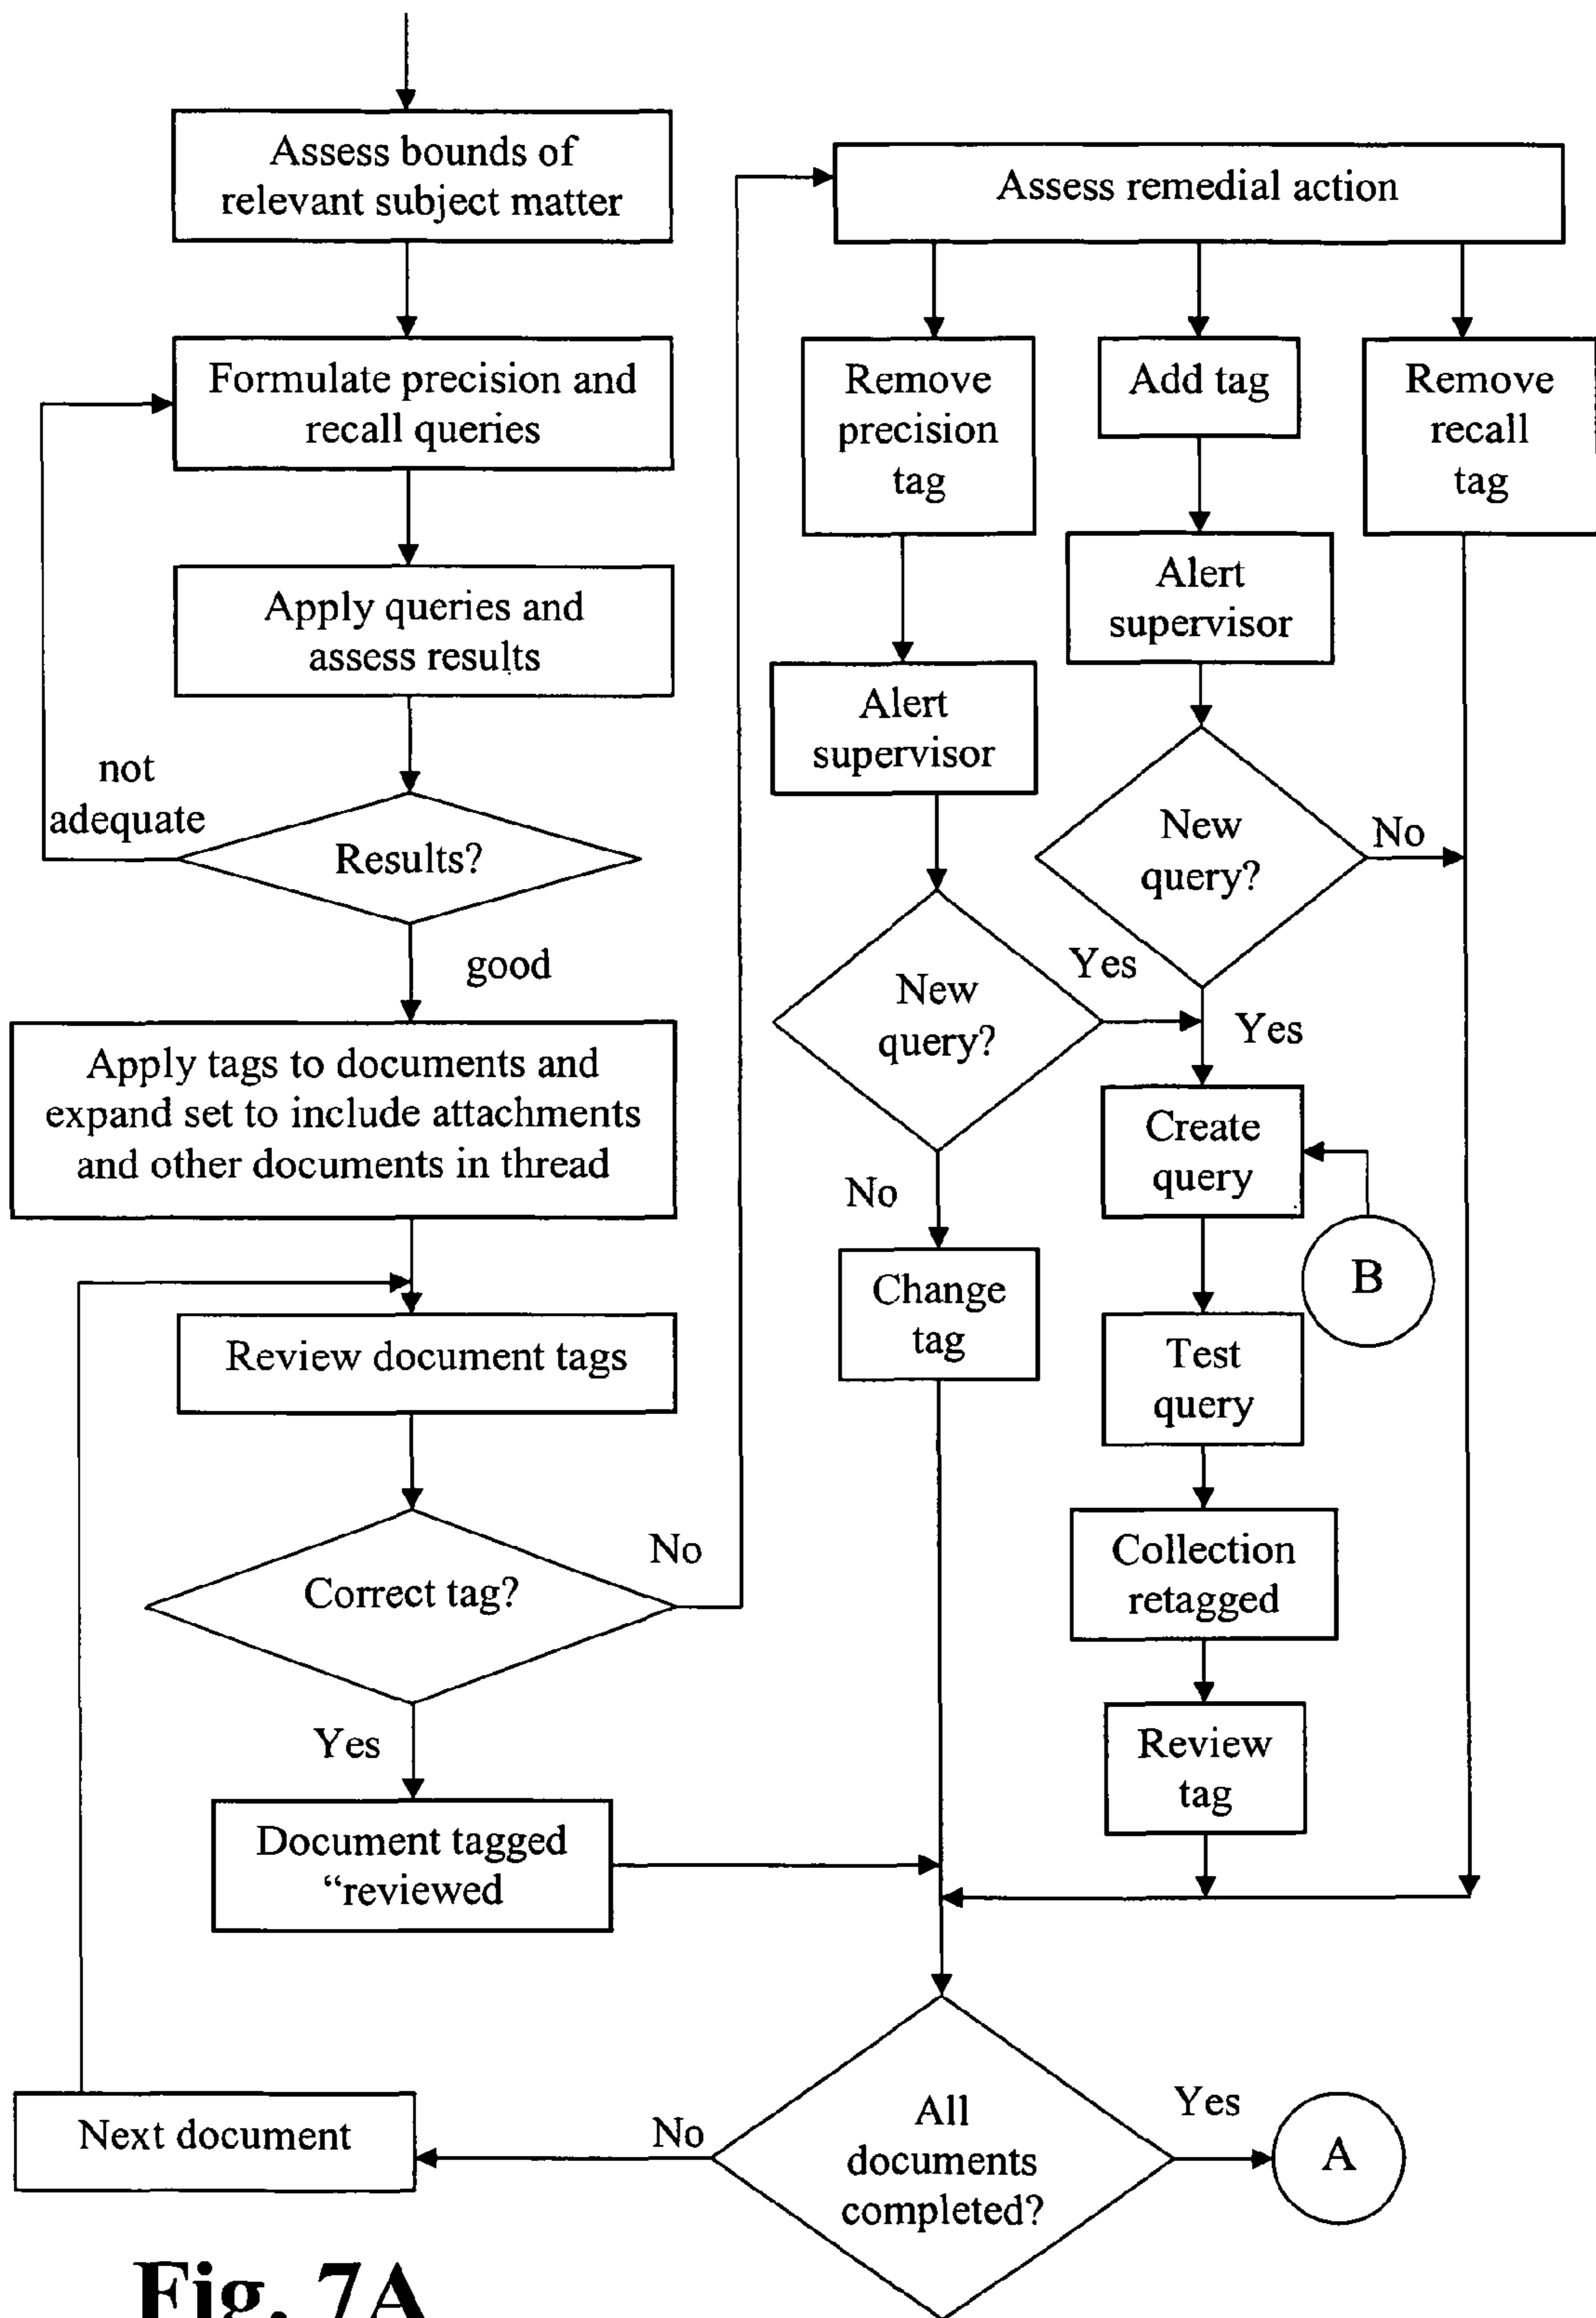 Assess bounds of
relevant subject matter
Formulate precision and
recall queries
Apply queries and
assess results
not
adequate
Results?
good
Apply tags to documents and
expand set to include attachments
and other documents in thread
Review document tags
Correct tag?
No
Yes
Document tagged
“reviewed
Next document
Assess remedial action
Remove
precision
tag
Alert
supervisor
New
query?
Yes
No
Change
tag
Add tag
Alert
supervisor
New
query?
No
Yes
Create
query
B
Test
query
Collection
retagged
Review
tag
Remove
recall
tag
All
documents
completed?
No
Yes
A
Fig. 7A